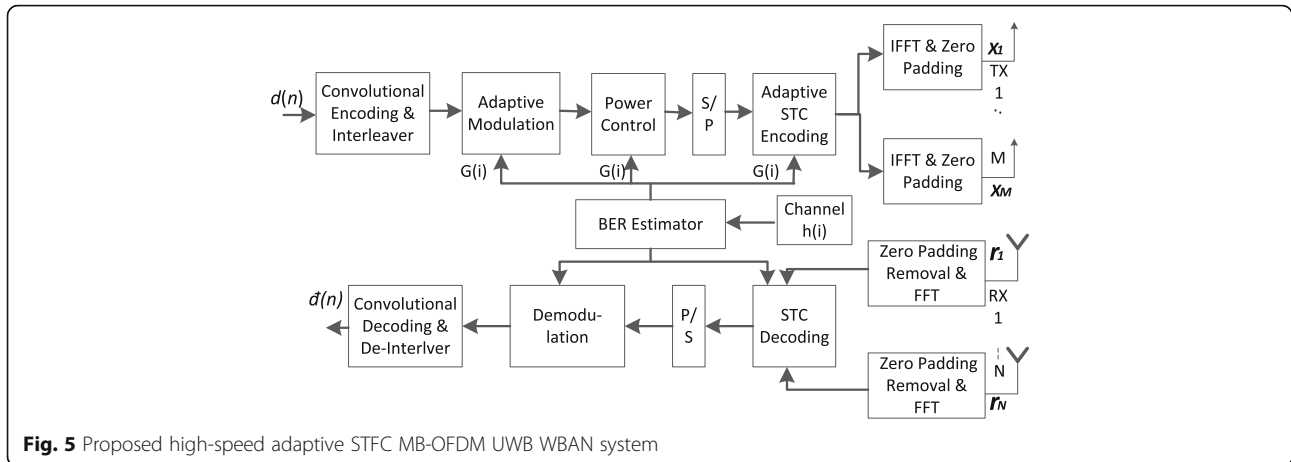 d(n)
Convolutional
Encoding &
Interleaver
Adaptive
Modulation
Power
Control
S/
P
Adaptive
STC
Encoding
IFFT & Zero
Padding
X1
TX
1
IFFT & Zero
Padding
M
XM
G(i)
G(i)
G(i)
BER Estimator
Channel
h(i)
đ(n)
Convolutional
Decoding &
De-Interlver
Demodu-
lation
P/
S
STC
Decoding
Zero Padding
Removal &
FFT
r1
RX
1
Zero Padding
Removal &
FFT
N
rN
Fig. 5 Proposed high-speed adaptive STFC MB-OFDM UWB WBAN system